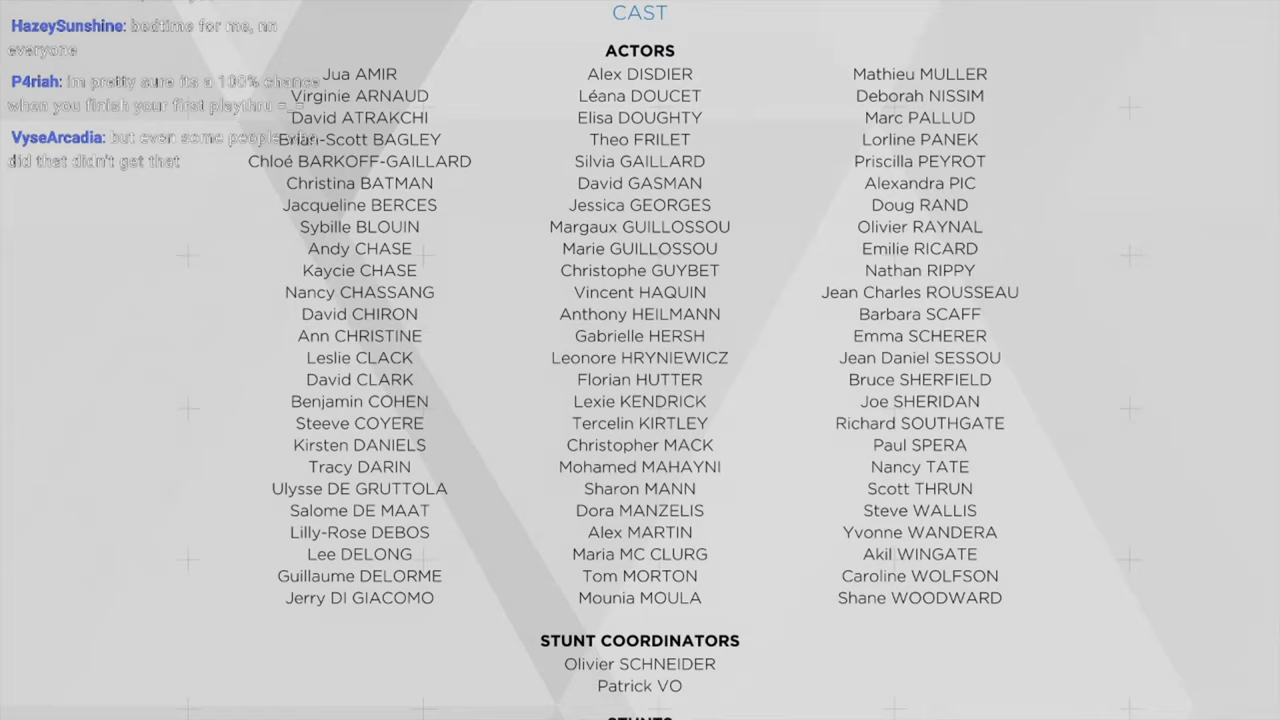 HazeySunshine: bedtime for me, nn
everyone
P4riah: im pretty sure its a 100% chance
when you finish your first playthru =_=
VyseArcadia: but even some people who
did that didn't get that
CAST
ACTORS
Jua AMIR
Virginie ARNAUD
David ATRAKCHI
Brian-Scott BAGLEY
Chloé BARKOFF-GAILLARD
Christina BATMAN
Jacqueline BERCES
Sybille BLOUIN
Andy CHASE
Kaycie CHASE
Nancy CHASSANG
David CHIRON
Ann CHRISTINE
Leslie CLACK
David CLARK
Benjamin COHEN
Steeve COYERE
Kirsten DANIELS
Tracy DARIN
Ulysse DE GRUTTOLA
Salome DE MAAT
Lilly-Rose DEBOS
Lee DELONG
Guillaume DELORME
Jerry DI GIACOMO
Alex DISDIER
Léana DOUCET
Elisa DOUGHTY
Theo FRILET
Silvia GAILLARD
David GASMAN
Jessica GEORGES
Margaux GUILLOSSOU
Marie GUILLOSSOU
Christophe GUYBET
Vincent HAQUIN
Anthony HEILMANN
Gabrielle HERSH
Leonore HRYNIEWICZ
Florian HUTTER
Lexie KENDRICK
Tercelin KIRTLEY
Christopher MACK
Mohamed MAHAYNI
Sharon MANN
Dora MANZELIS
Alex MARTIN
Maria MC CLURG
Tom MORTON
Mounia MOULA
Mathieu MULLER
Deborah NISSIM
Marc PALLUD
Lorline PANEK
Priscilla PEYROT
Alexandra PIC
Doug RAND
Olivier RAYNAL
Emilie RICARD
Nathan RIPPY
Jean Charles ROUSSEAU
Barbara SCAFF
Emma SCHERER
Jean Daniel SESSOU
Bruce SHERFIELD
Joe SHERIDAN
Richard SOUTHGATE
Paul SPERA
Nancy TATE
Scott THRUN
Steve WALLIS
Yvonne WANDERA
Akil WINGATE
Caroline WOLFSON
Shane WOODWARD
STUNT COORDINATORS
Olivier SCHNEIDER
Patrick VO
STUNTS